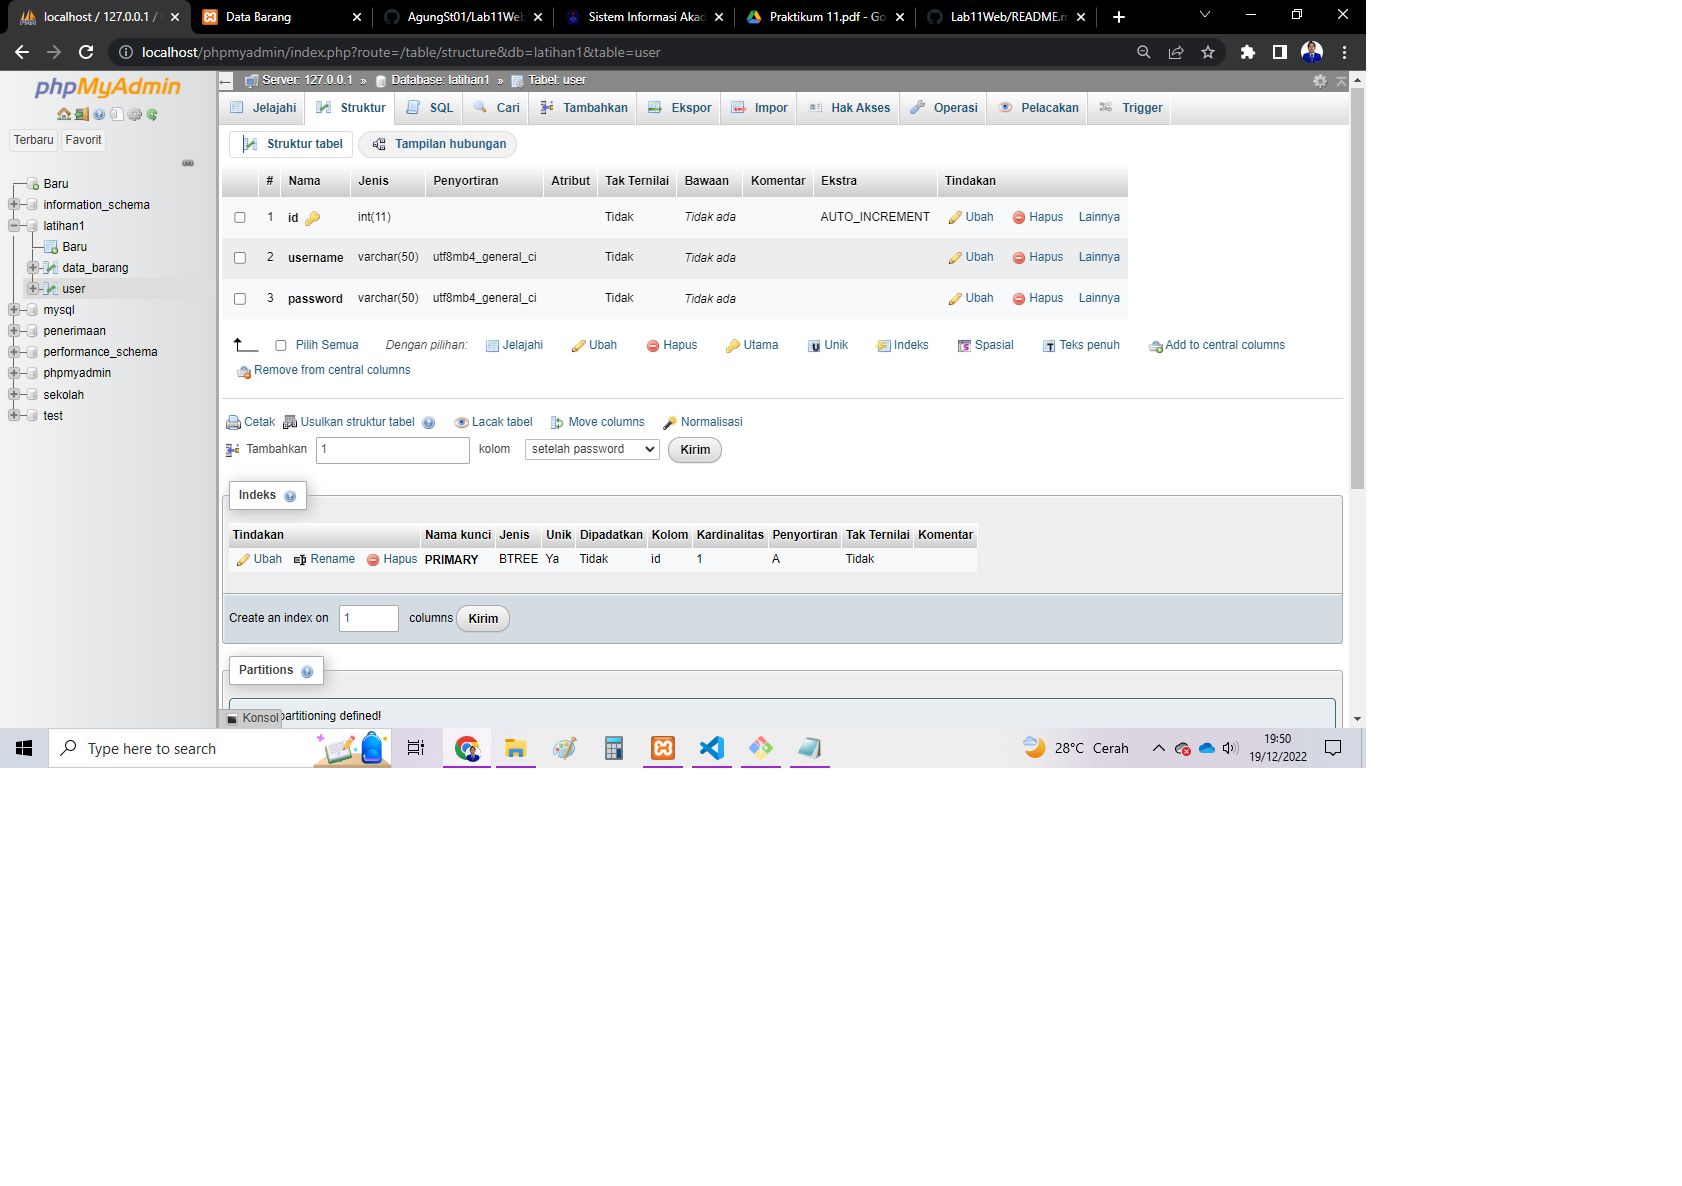 localhost / 127.0.0.1 /
Data Barang
AgungSt01/Lab11Web
Sistem Informasi Akad
Praktikum 11.pdf - Go
Lab11Web/README.m
localhost/phpmyadmin/index.php?route=/table/structure&db=latihan1&table=user
phpMyAdmin
Terbaru Favorit
Baru
information_schema
latihan1
Baru
data_barang
user
mysql
penerimaan
performance_schema
phpmyadmin
sekolah
test
Server: 127.0.0.1 » Database: latihan1 » Tabel: user
Jelajahi Struktur SQL Cari Tambahkan Ekspor Impor Hak Akses Operasi Pelacakan Trigger
Struktur tabel Tampilan hubungan
# Nama Jenis Penyortiran Atribut Tak Ternilai Bawaan Komentar Ekstra Tindakan
1 id int(11) Tidak Tidak ada AUTO_INCREMENT Ubah Hapus Lainnya
2 username varchar(50) utf8mb4_general_ci Tidak Tidak ada Ubah Hapus Lainnya
3 password varchar(50) utf8mb4_general_ci Tidak Tidak ada Ubah Hapus Lainnya
Pilih Semua Dengan pilihan: Jelajahi Ubah Hapus Utama Unik Indeks Spasial Teks penuh Add to central columns
Remove from central columns
Cetak Usulkan struktur tabel Lacak tabel Move columns Normalisasi
Tambahkan 1 kolom setelah password Kirim
Indeks
Tindakan Nama kunci Jenis Unik Dipadatkan Kolom Kardinalitas Penyortiran Tak Ternilai Komentar
Ubah Rename Hapus PRIMARY BTREE Ya Tidak id 1 A Tidak
Create an index on 1 columns Kirim
Partitions
partitioning defined!
Konsol
Type here to search
28°C Cerah
19:50
19/12/2022